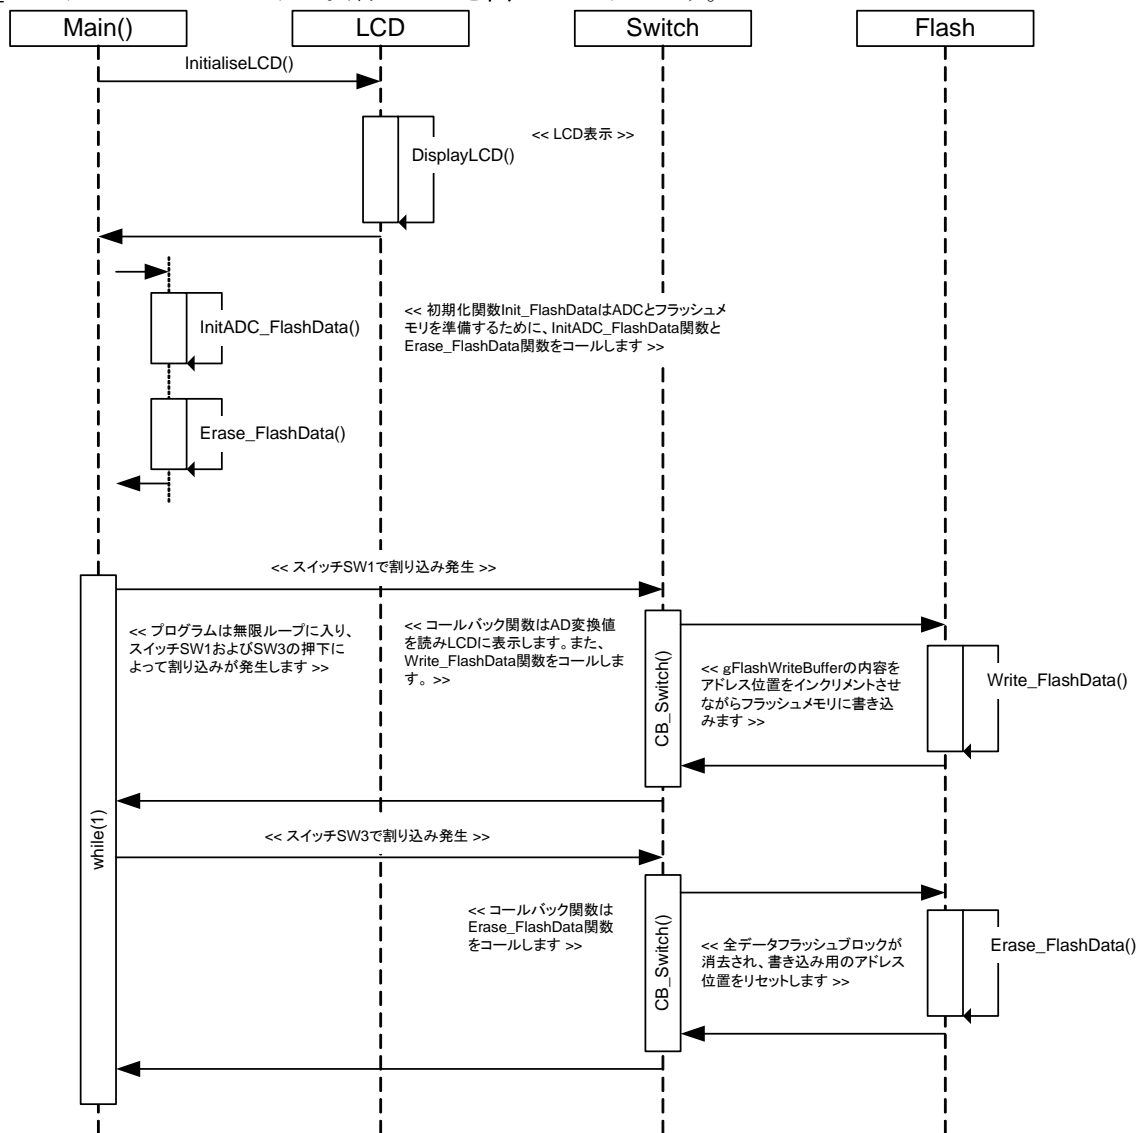 Main()
LCD
Switch
Flash
InitialiseLCD()
<< LCD表示 >>
DisplayLCD()
InitADC_FlashData()
<< 初期化関数Init_FlashDataはADCとフラッシュメ
モリを準備するために、InitADC_FlashData関数と
Erase_FlashData関数をコールします >>
Erase_FlashData()
<< スイッチSW1で割り込み発生 >>
<< プログラムは無限ループに入り、
スイッチSW1およびSW3の押下に
よって割り込みが発生します >>
<< コールバック関数はAD変換値
を読みLCDに表示します。また、
Write_FlashData関数をコールしま
す。 >>
CB_Switch()
<< gFlashWriteBufferの内容を
アドレス位置をインクリメントさせ
ながらフラッシュメモリに書き込
みます >>
Write_FlashData()
while(1)
<< スイッチSW3で割り込み発生 >>
<< コールバック関数は
Erase_FlashData関数
をコールします >>
CB_Switch()
<< 全データフラッシュブロックが
消去され、書き込み用のアドレス
位置をリセットします >>
Erase_FlashData()